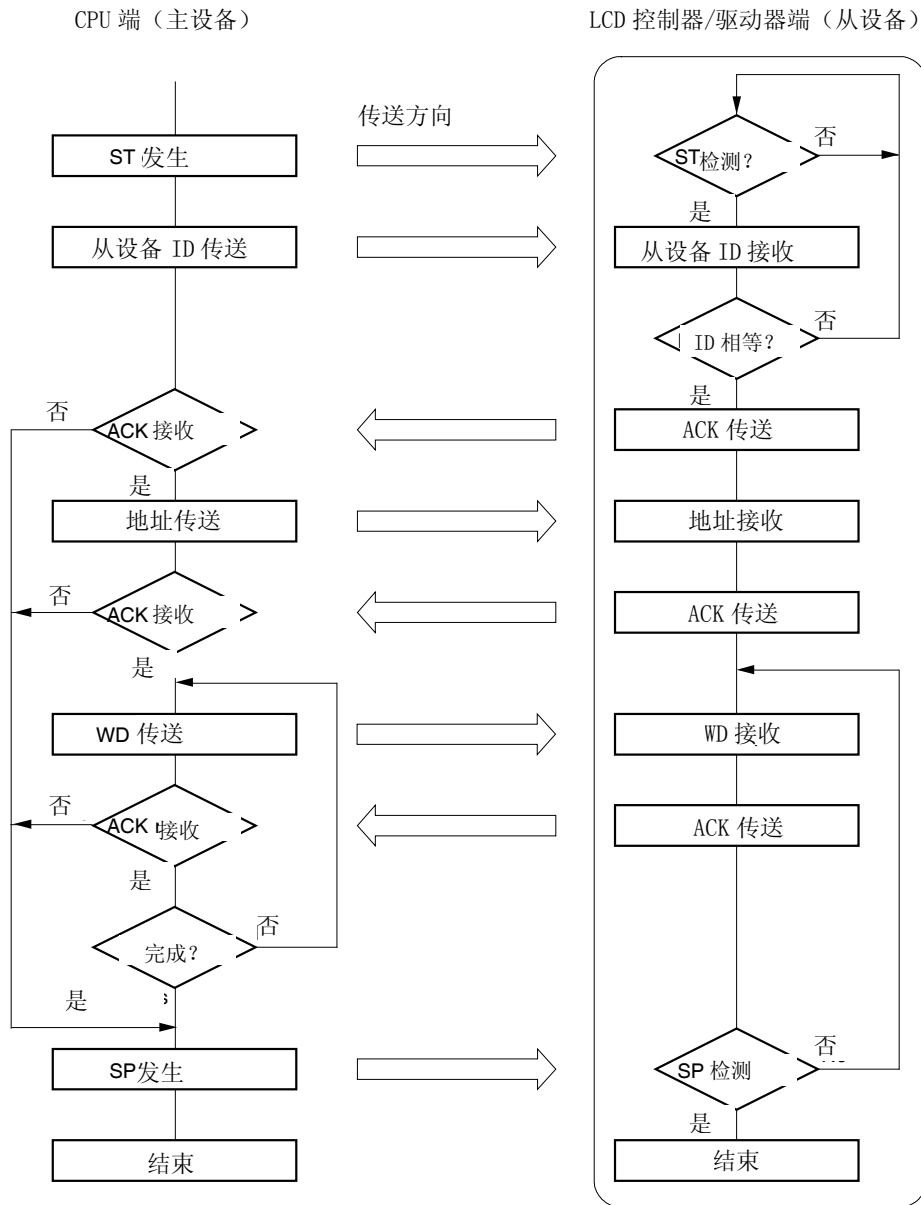 CPU 端（主设备）
LCD 控制器/驱动器端（从设备）
传送方向
ST 发生
ST检测?
否
是
从设备 ID 传送
从设备 ID 接收
ID 相等?
否
是
否
ACK 接收
ACK 传送
是
地址传送
地址接收
否
ACK 接收
ACK 传送
是
WD 传送
WD 接收
否
ACK 接收
ACK 传送
是
完成?
否
是
s
SP发生
SP 检测
否
是
结束
结束